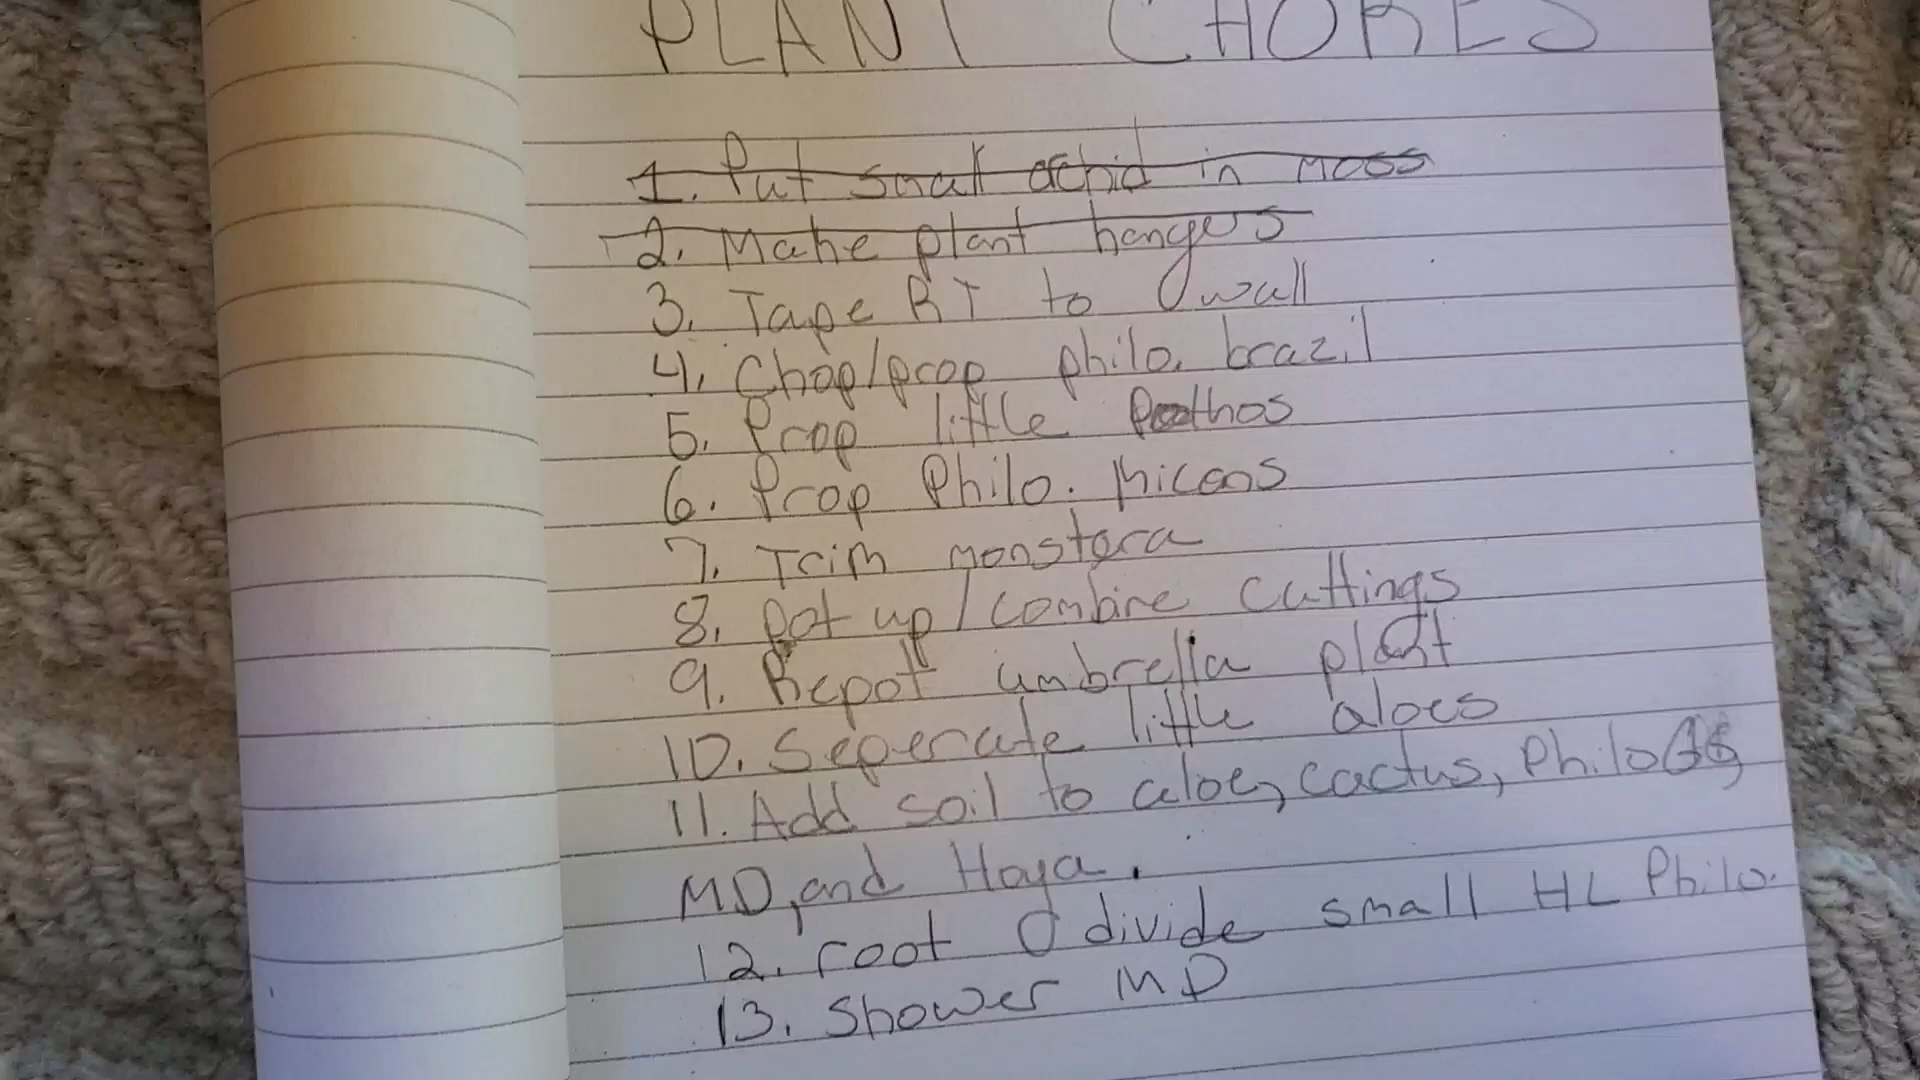 PLANT CHORES
1. Put small orchid in moss
2. Make plant hangers
3. Tape RT to wall
4. Chop/prop philo. brazil
5. Prop little Poothos
6. Prop Philo. Micans
7. Trim monstera
8. pot up/combine cuttings
9. Repot umbrella plant
10. Seperate little aloes
11. Add soil to aloe, cactus, Philo
MD, and Hoya.
12. root divide small HL Philo.
13. Shower MD